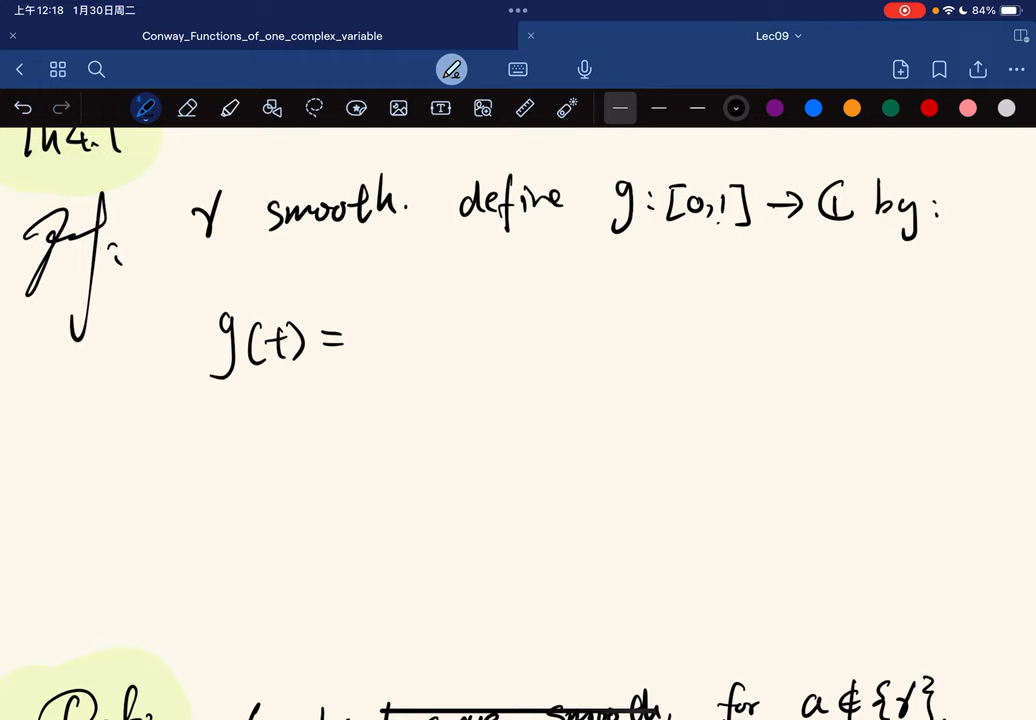 上午12:18 1月30日周二
84%
Conway_Functions_of_one_complex_variable
Lec09
Th4.1
Pf: γ smooth. define g: [0,1] → ℂ by:
g(t) =
smooth. for a ∉ {γ}.